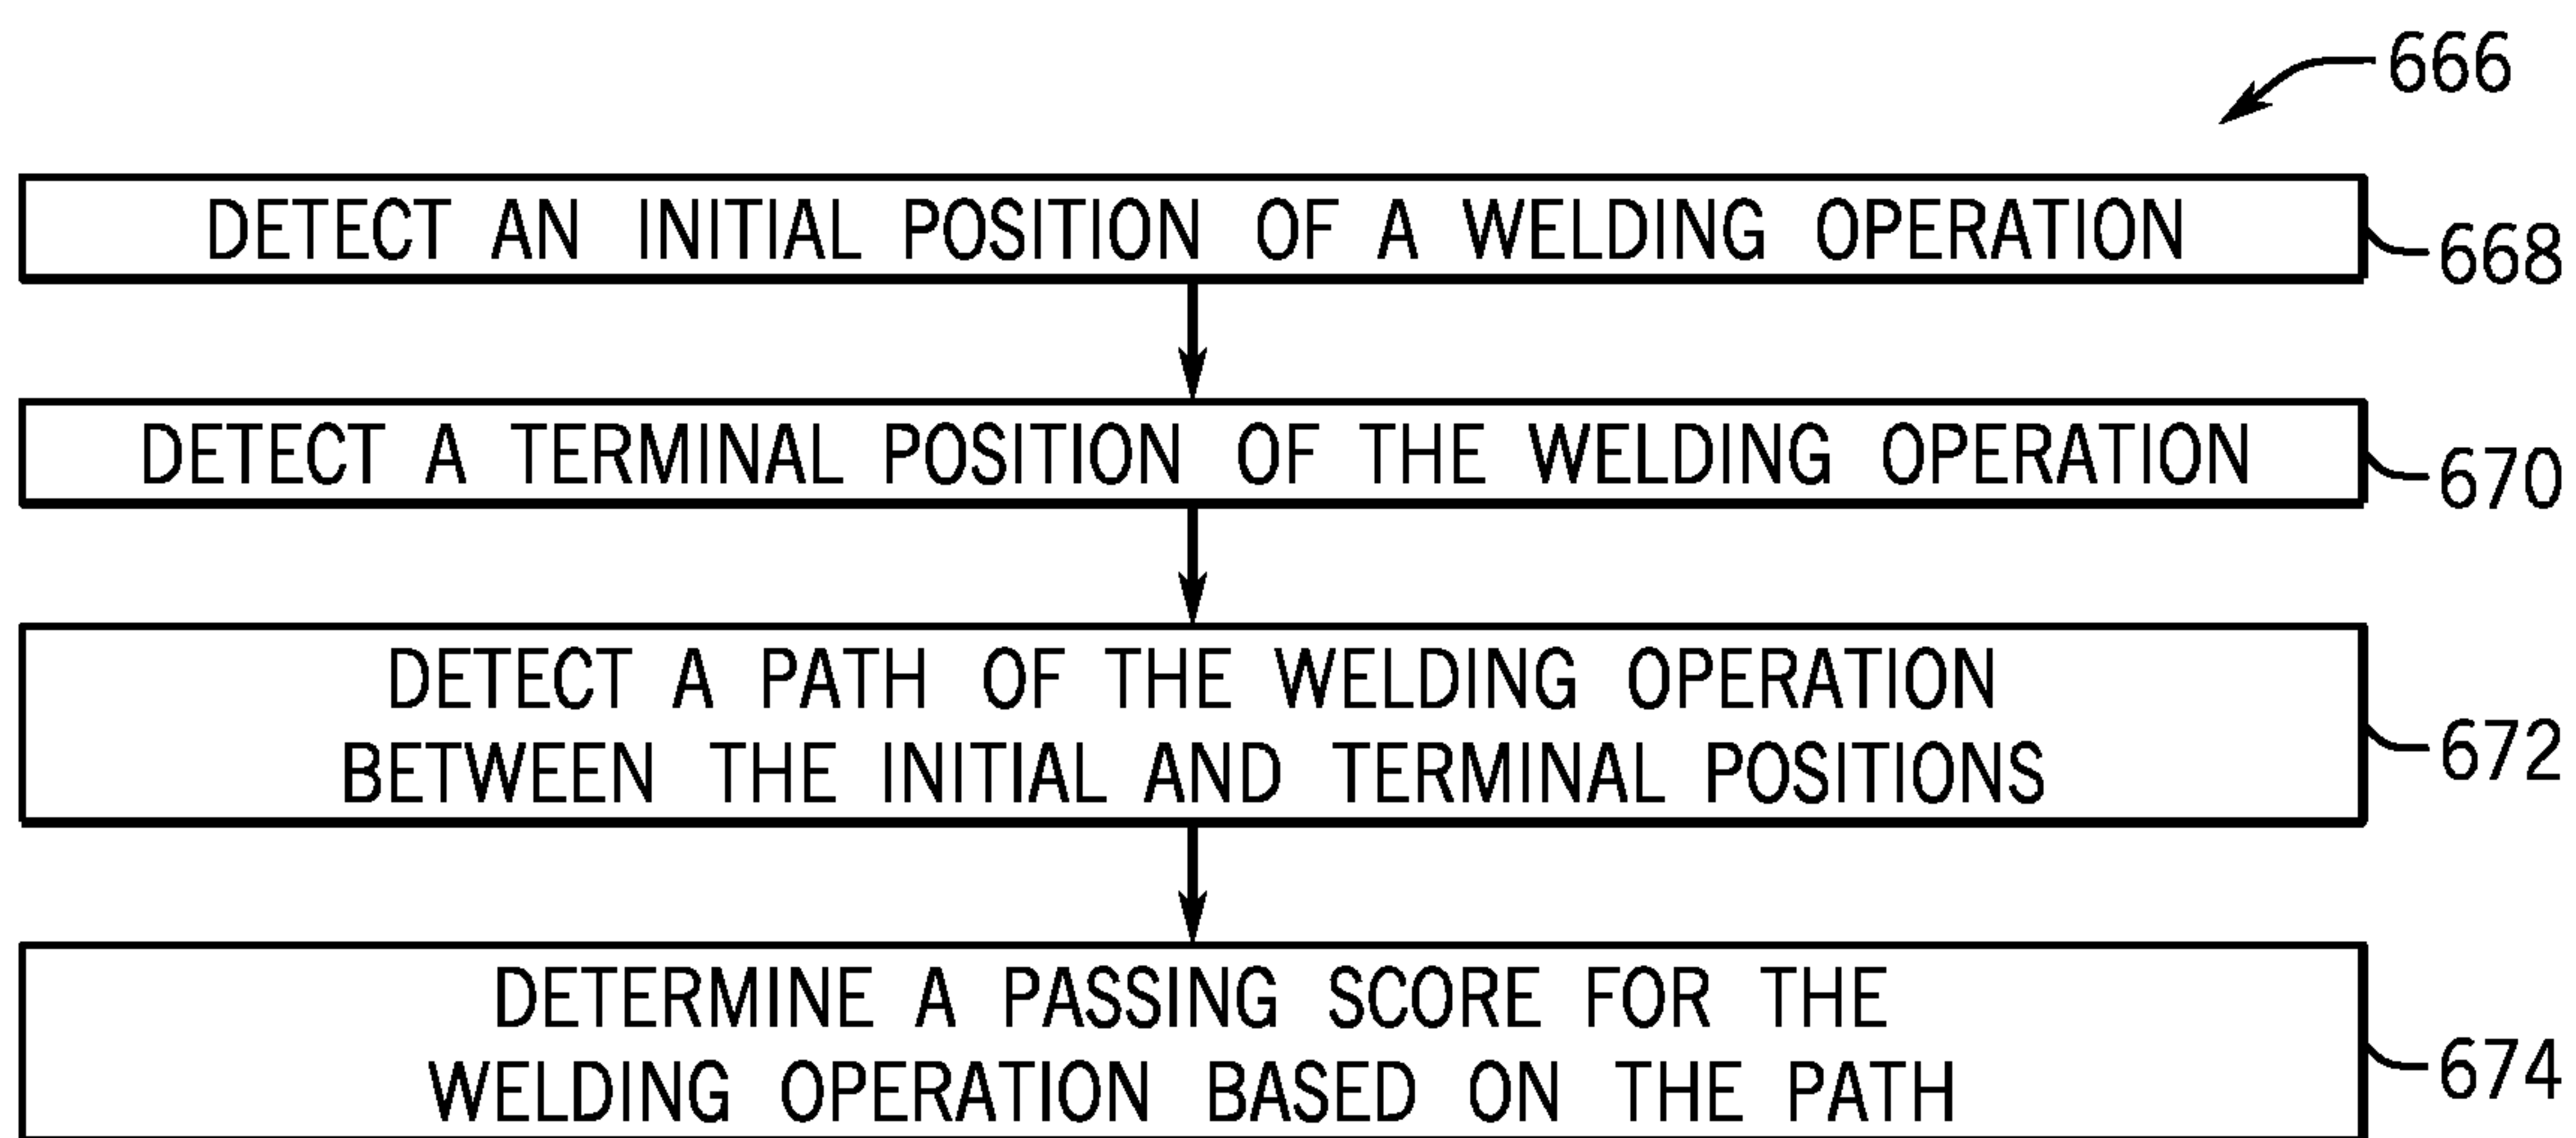 666
DETECT AN INITIAL POSITION OF A WELDING OPERATION
668
DETECT A TERMINAL POSITION OF THE WELDING OPERATION
670
DETECT A PATH OF THE WELDING OPERATION
BETWEEN THE INITIAL AND TERMINAL POSITIONS
672
DETERMINE A PASSING SCORE FOR THE
WELDING OPERATION BASED ON THE PATH
674